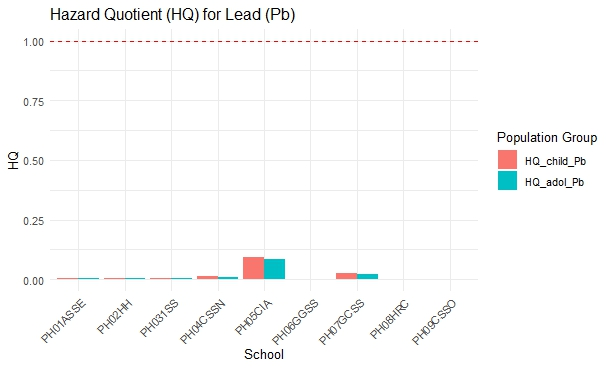 Hazard Quotient (HQ) for Lead (Pb)
1.00
0.75
0.50
0.25
0.00
HQ
PH01ASSE
PH02HH
PH031SS
PH04CSSN
PH05CIA
PH06GGSS
PH07GCSS
PH08HRC
PH09CSSO
School
Population Group
HQ_child_Pb
HQ_adol_Pb